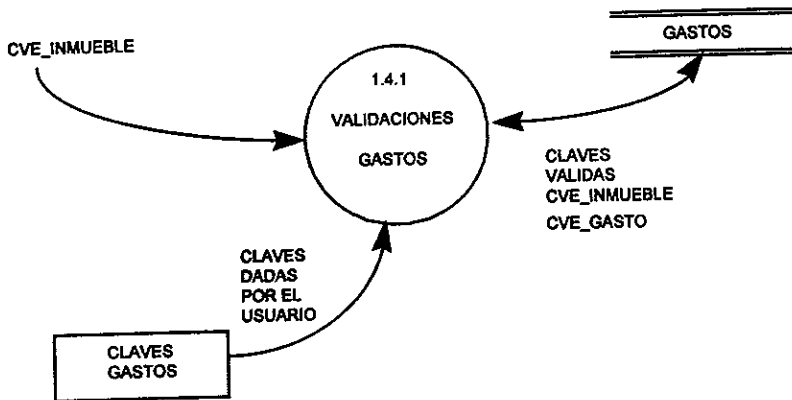 GASTOS
CVE_INMUEBLE
1.4.1
VALIDACIONES
GASTOS
CLAVES
VALIDAS
CVE_INMUEBLE
CVE_GASTO
CLAVES
DADAS
POR EL
USUARIO
CLAVES
GASTOS